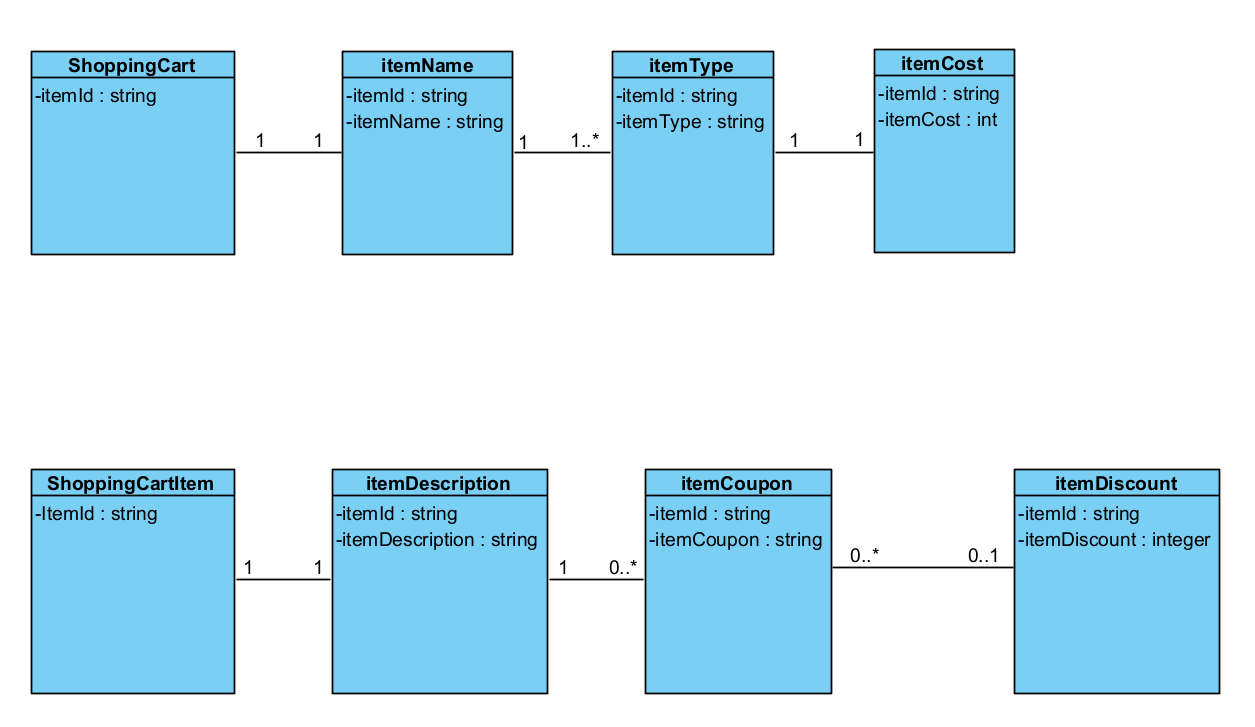 ShoppingCart
-itemId : string
1
1
itemName
-itemId : string
-itemName : string
1
1..*
itemType
-itemId : string
-itemType : string
1
1
itemCost
-itemId : string
-itemCost : int
ShoppingCartItem
-ItemId : string
1
1
itemDescription
-itemId : string
-itemDescription : string
1
0..*
itemCoupon
-itemId : string
-itemCoupon : string
0..*
0..1
itemDiscount
-itemId : string
-itemDiscount : integer